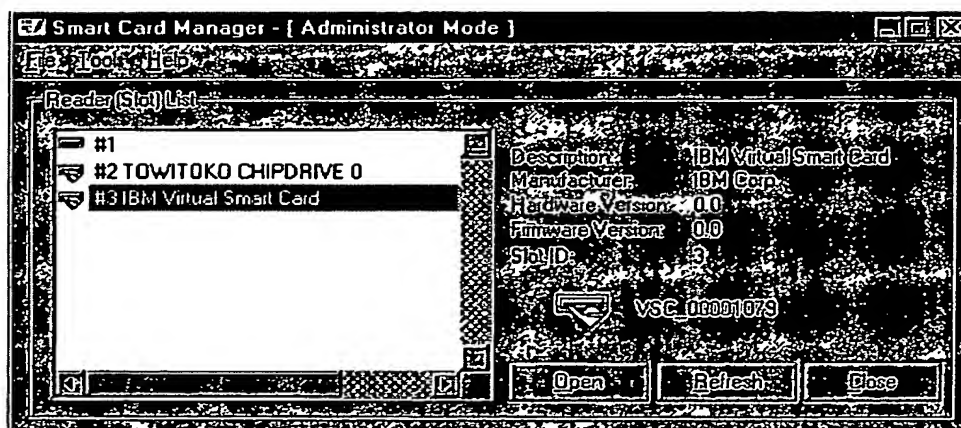 Smart Card Manager - [ Administrator Mode ]
File Tools Help
Reader (Slot) List
#1
#2 TOWITOKO CHIPDRIVE 0
#3 IBM Virtual Smart Card
Description: IBM Virtual Smart Card
Manufacturer: IBM Corp.
Hardware Version: 0.0
Firmware Version: 0.0
Slot ID: 3
VSC_00001079
Open Refresh Close